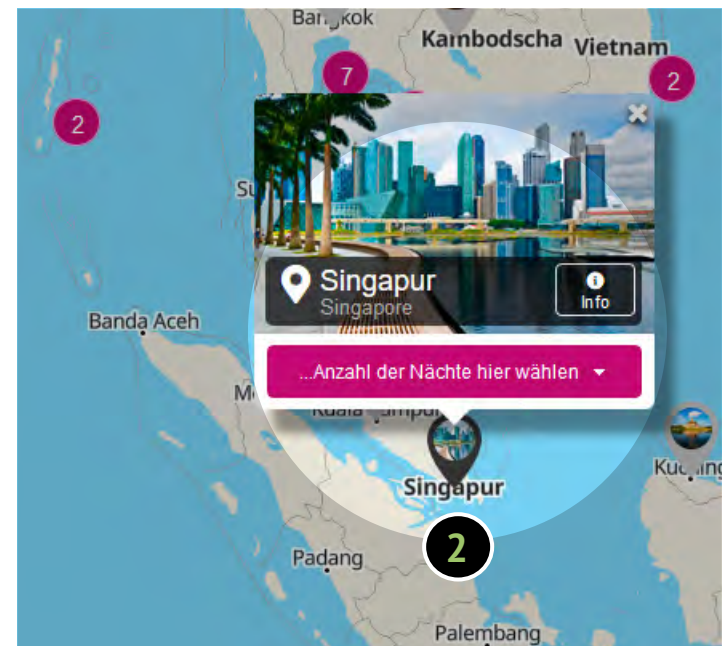 Bangkok
Kambodscha
Vietnam
7
2
2
Singapur
Singapore
Info
Banda Aceh
...Anzahl der Nächte hier wählen
Singapur
2
Padang
Palembang